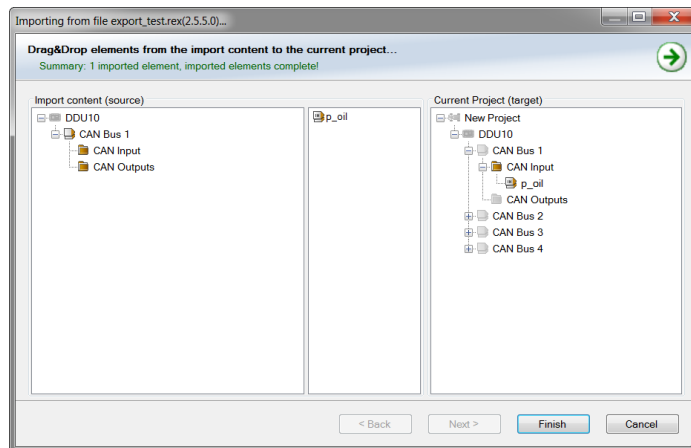 Importing from file export_test.rex(2.5.5.0)...
Drag&Drop elements from the import content to the current project...
Summary: 1 imported element, imported elements complete!
Import content (source)
DDU10
CAN Bus 1
CAN Input
CAN Outputs
p_oil
Current Project (target)
New Project
DDU10
CAN Bus 1
CAN Input
p_oil
CAN Outputs
CAN Bus 2
CAN Bus 3
CAN Bus 4
< Back
Next >
Finish
Cancel